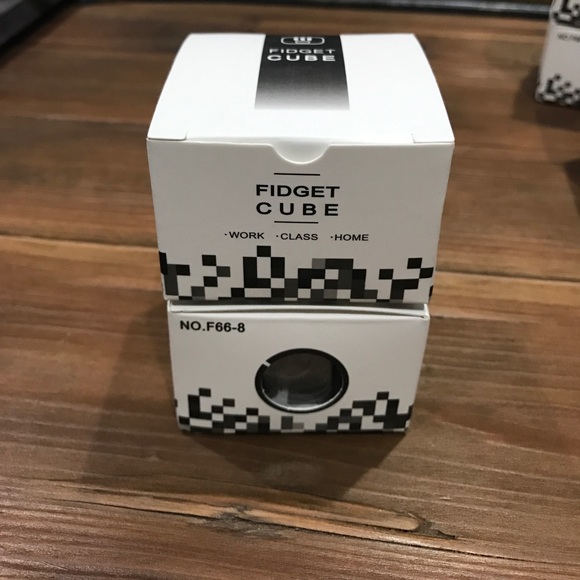 FIDGET
CUBE
FIDGET
CUBE
·WORK ·CLASS ·HOME
NO.F66-8